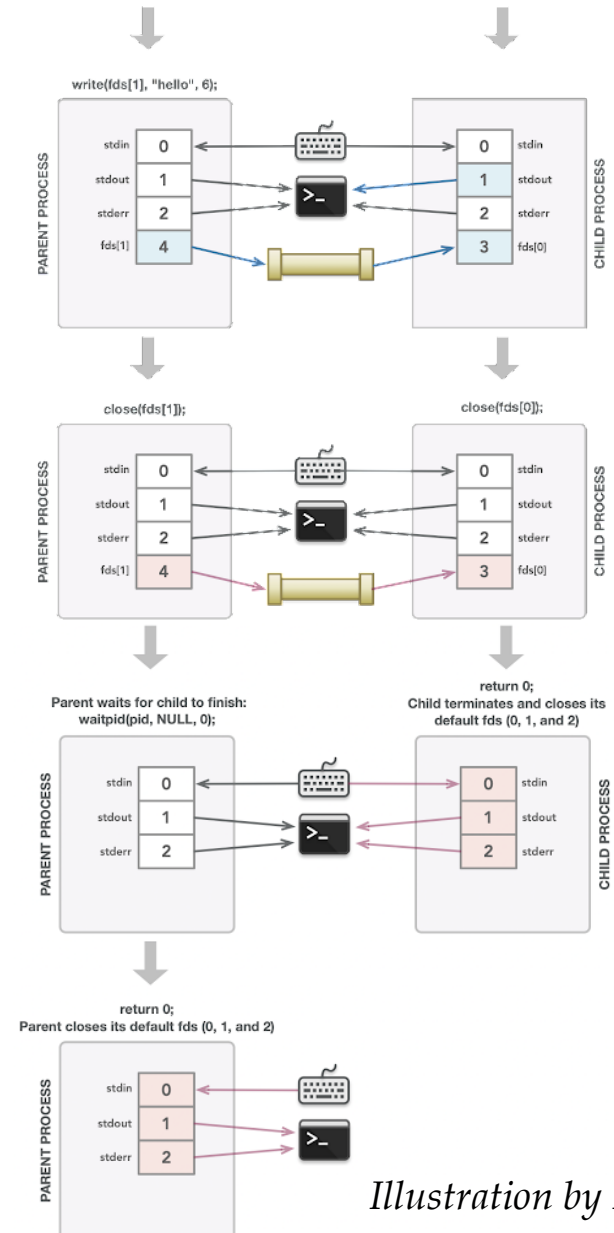 write(fds[1], "hello", 6);
PARENT PROCESS
stdin 0
stdout 1
stderr 2
fds[1] 4
>_
0 stdin
1 stdout
2 stderr
3 fds[0]
CHILD PROCESS
close(fds[1]);
close(fds[0]);
PARENT PROCESS
stdin 0
stdout 1
stderr 2
fds[1] 4
>_
0 stdin
1 stdout
2 stderr
3 fds[0]
CHILD PROCESS
Parent waits for child to finish:
waitpid(pid, NULL, 0);
return 0;
Child terminates and closes its
default fds (0, 1, and 2)
PARENT PROCESS
stdin 0
stdout 1
stderr 2
>_
0 stdin
1 stdout
2 stderr
CHILD PROCESS
return 0;
Parent closes its default fds (0, 1, and 2)
PARENT PROCESS
stdin 0
stdout 1
stderr 2
>_
Illustration by